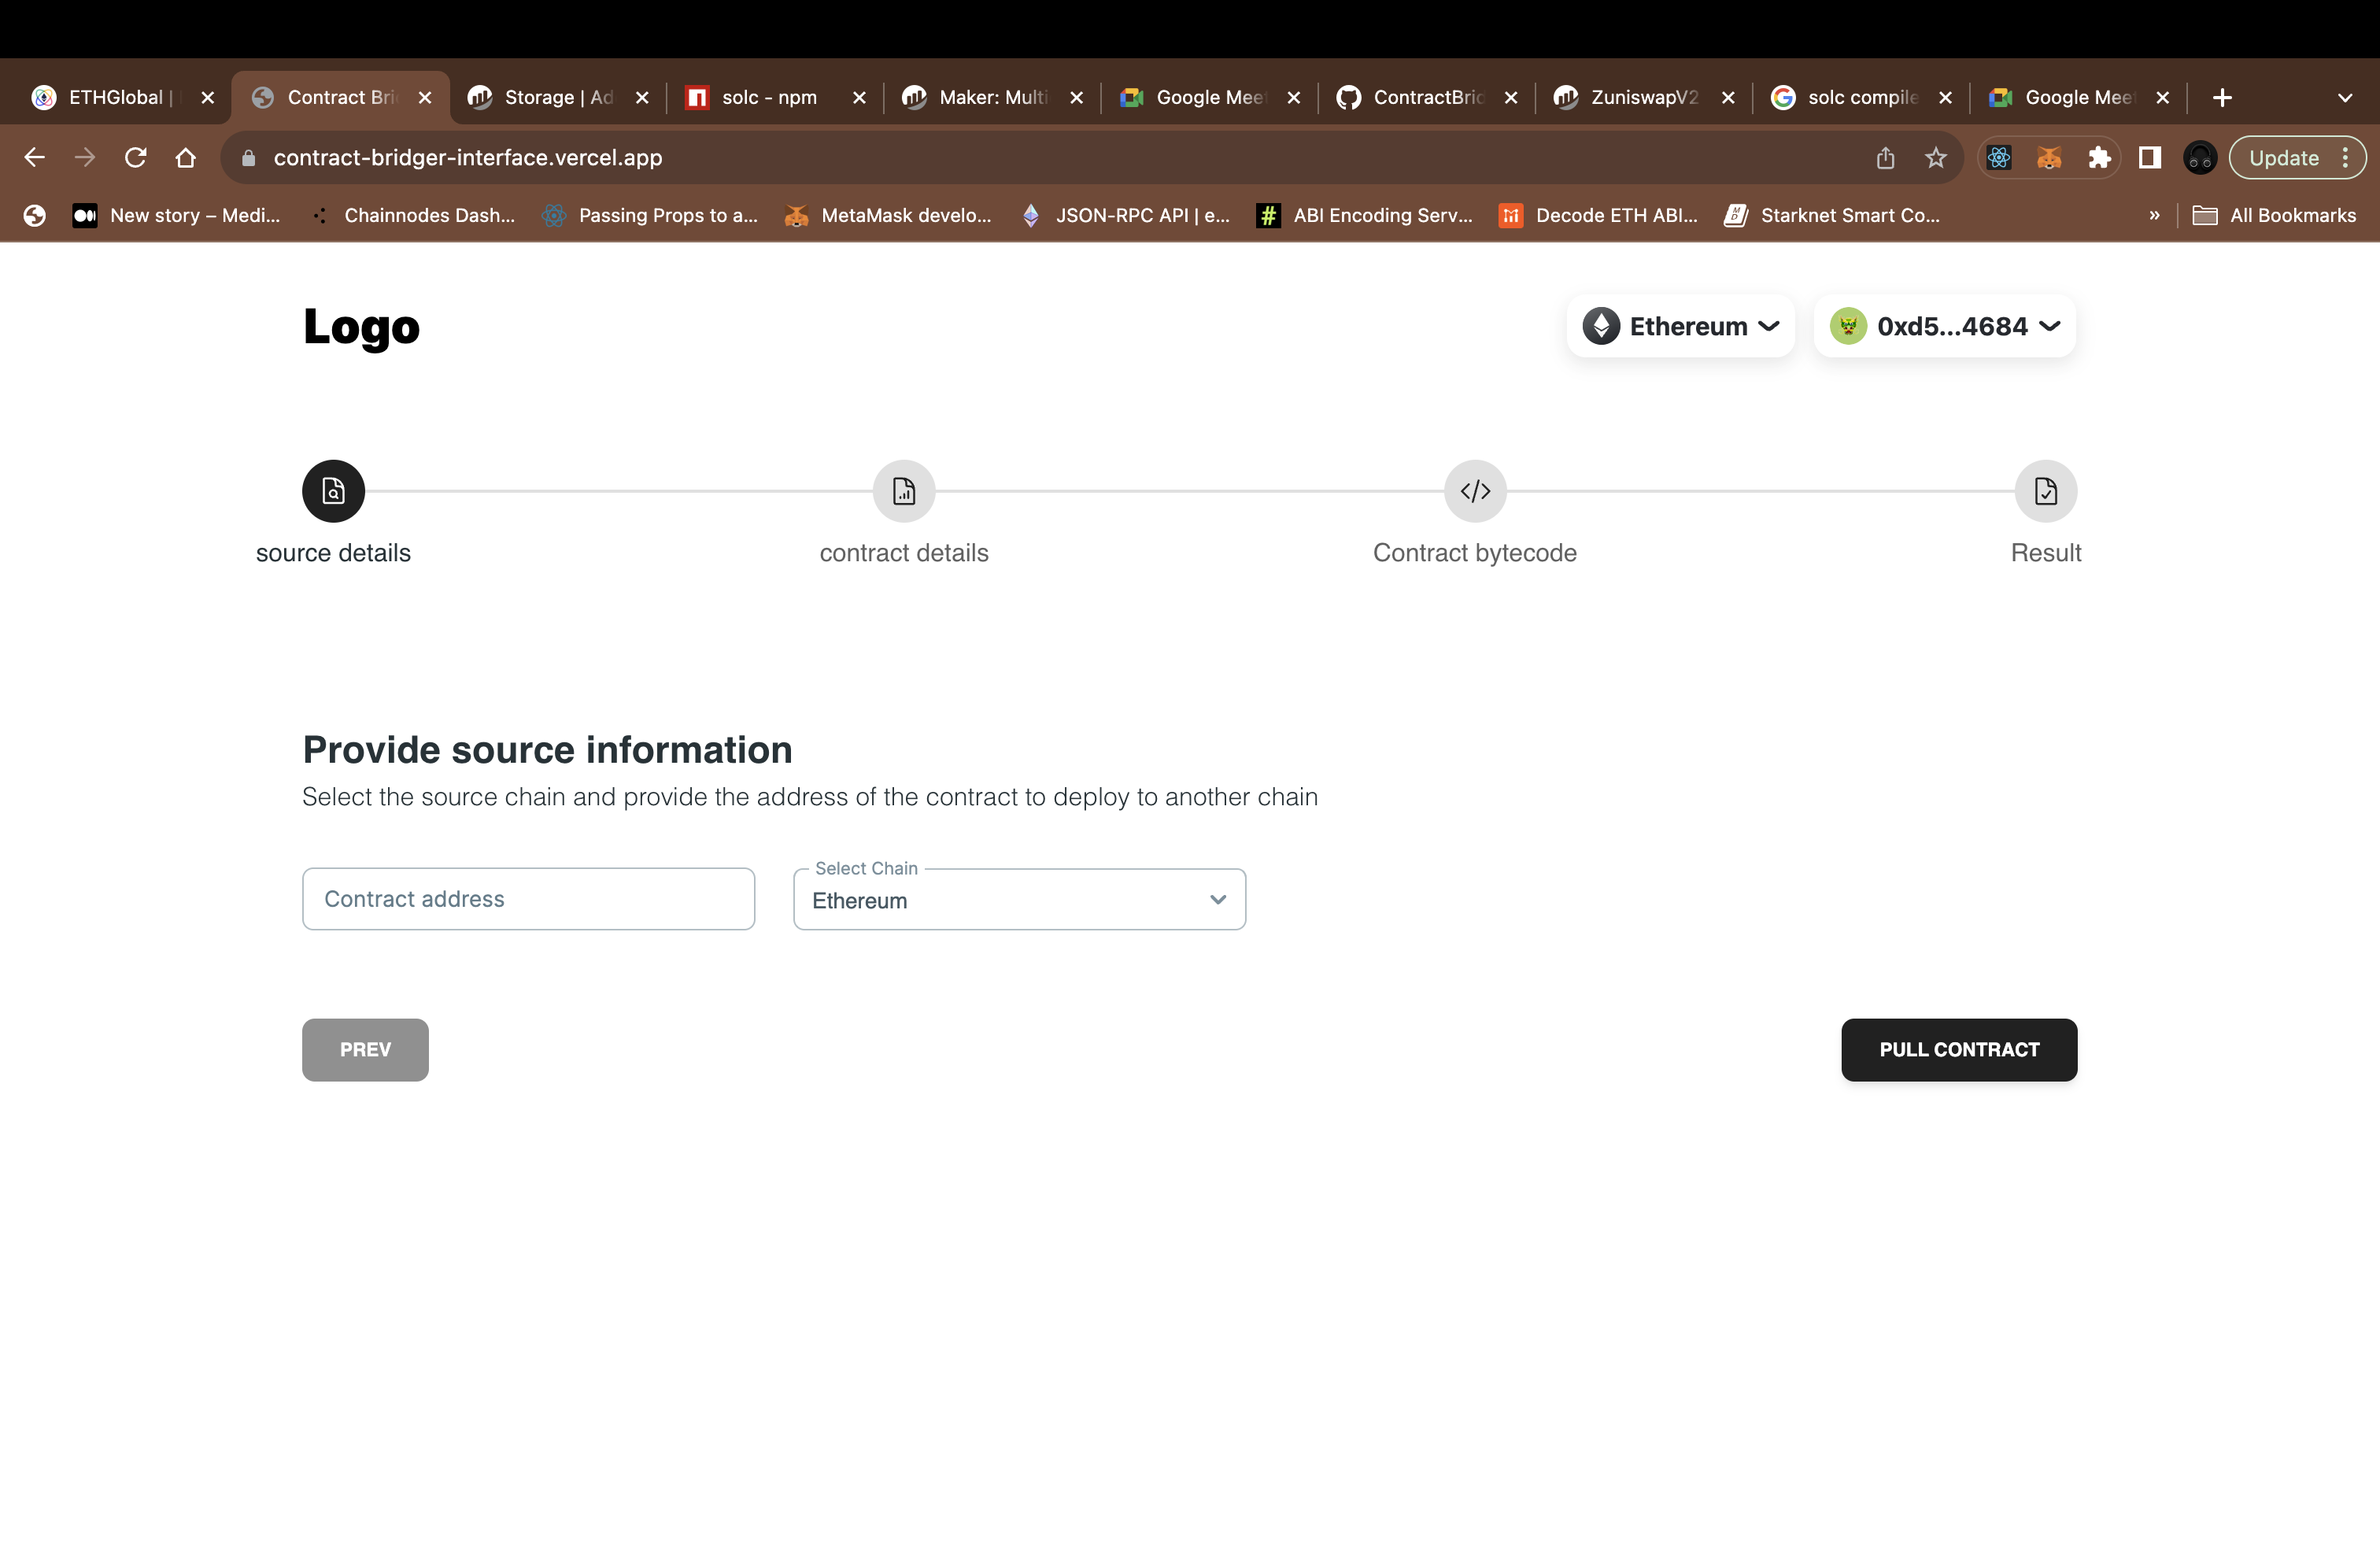 ETHGlobal |
Contract Bri
Storage | Ad
solc - npm
Maker: Multi
Google Mee
ContractBric
ZuniswapV2
solc compile
Google Mee
contract-bridger-interface.vercel.app
Update
New story – Medi...
Chainnodes Dash...
Passing Props to a...
MetaMask develo...
JSON-RPC API | e...
ABI Encoding Serv...
Decode ETH ABI...
Starknet Smart Co...
»
All Bookmarks
Logo
Ethereum
0xd5...4684
source details
contract details
Contract bytecode
Result
Provide source information
Select the source chain and provide the address of the contract to deploy to another chain
Contract address
Select Chain
Ethereum
PREV
PULL CONTRACT